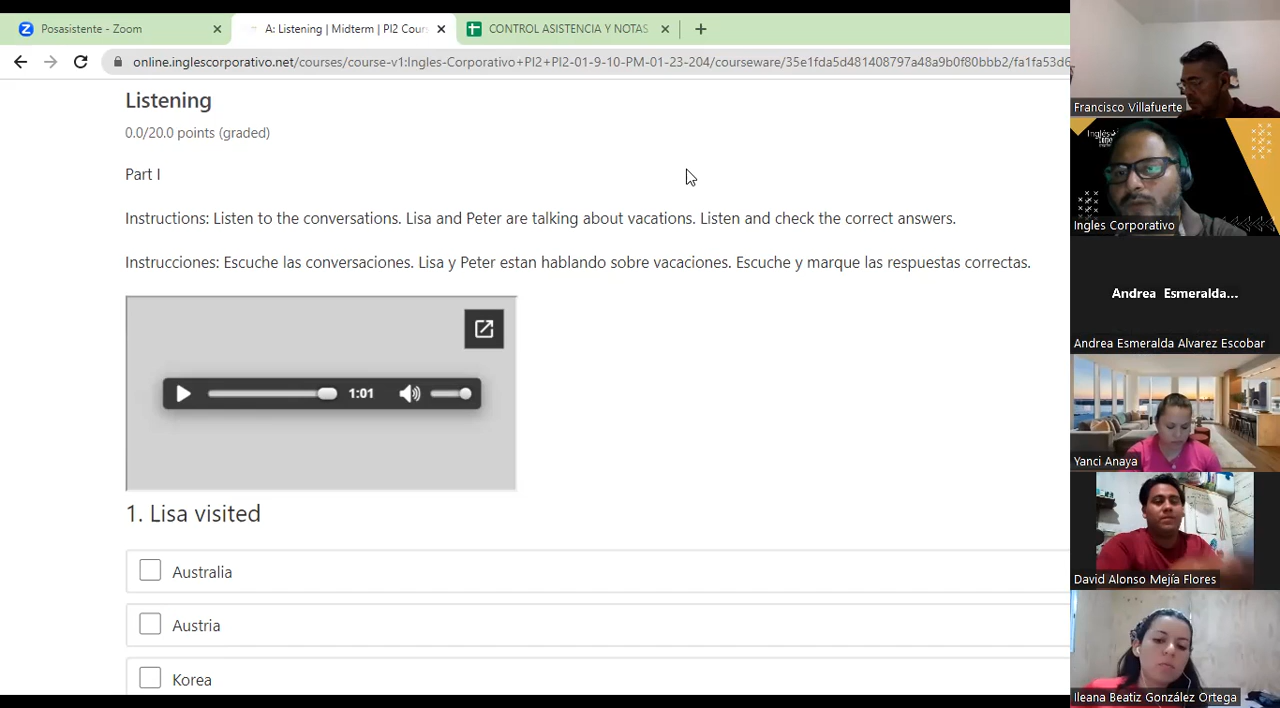 Posasistente - Zoom
A: Listening | Midterm | PI2 Cour
CONTROL ASISTENCIA Y NOTAS
online.inglescorporativo.net/courses/course-v1:Ingles-Corporativo+PI2+PI2-01-9-10-PM-01-23-204/courseware/35e1fda5d481408797a48a9b0f80bbb2/fa1fa53d6
Listening
0.0/20.0 points (graded)
Part I
Instructions: Listen to the conversations. Lisa and Peter are talking about vacations. Listen and check the correct answers.
Instrucciones: Escuche las conversaciones. Lisa y Peter estan hablando sobre vacaciones. Escuche y marque las respuestas correctas.
1:01
1. Lisa visited
Australia
Austria
Korea
Francisco Villafuerte
Inglés
Ingles Corporativo
Andrea Esmeralda...
Andrea Esmeralda Alvarez Escobar
Yanci Anaya
David Alonso Mejía Flores
Ileana Beatíz González Ortega